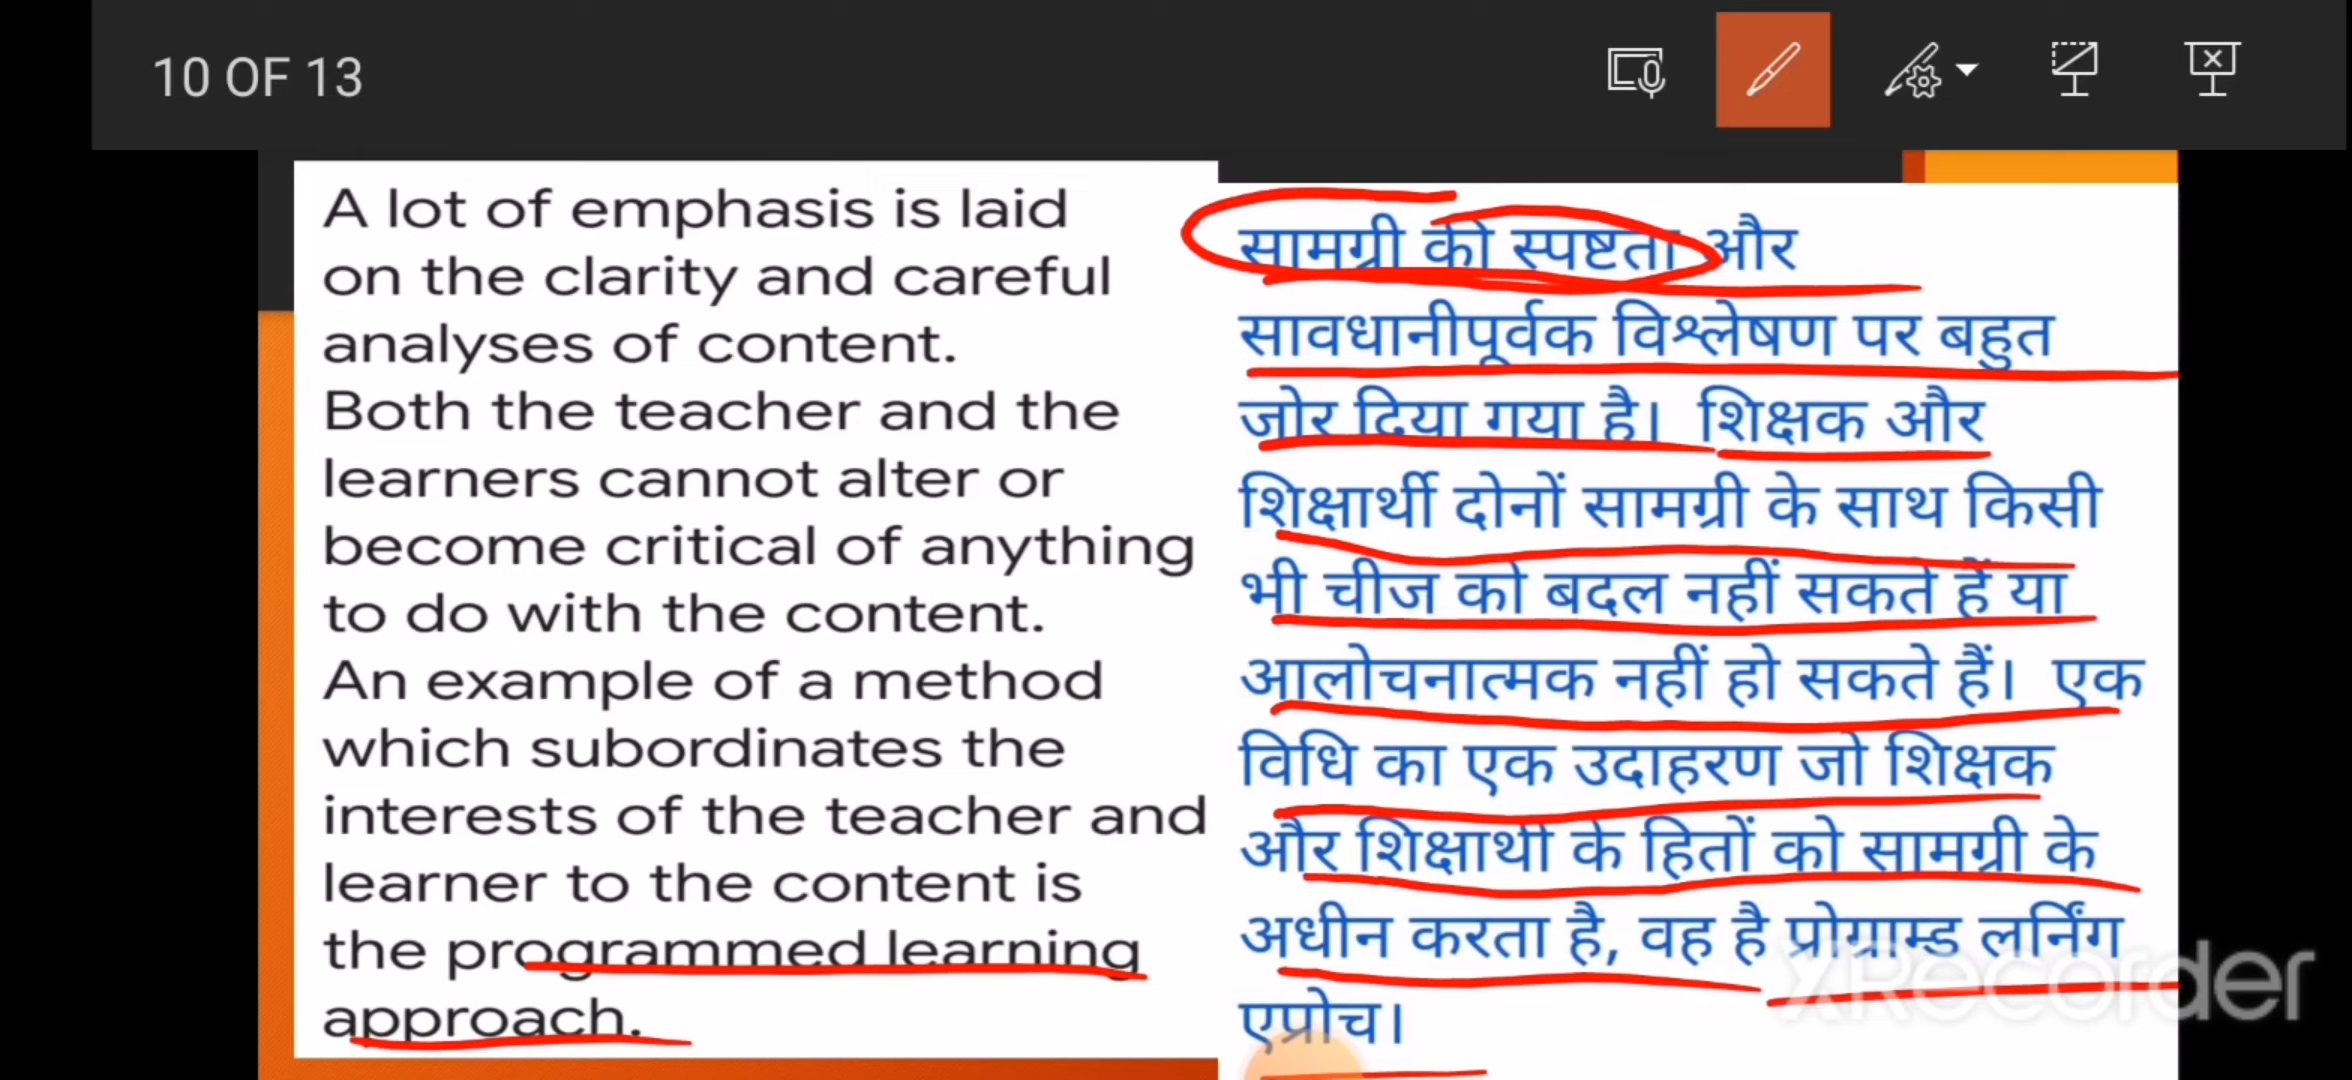 10 OF 13
A lot of emphasis is laid
on the clarity and careful
analyses of content.
Both the teacher and the
learners cannot alter or
become critical of anything
to do with the content.
An example of a method
which subordinates the
interests of the teacher and
learner to the content is
the programmed learning
approach.
सामग्री की स्पष्टता और
सावधानीपूर्वक विश्लेषण पर बहुत
जोर दिया गया है। शिक्षक और
शिक्षार्थी दोनों सामग्री के साथ किसी
भी चीज को बदल नहीं सकते हैं या
आलोचनात्मक नहीं हो सकते हैं। एक
विधि का एक उदाहरण जो शिक्षक
और शिक्षार्थी के हितों को सामग्री के
अधीन करता है, वह है प्रोग्राम्ड लर्निंग
एप्रोच।
XRecorder